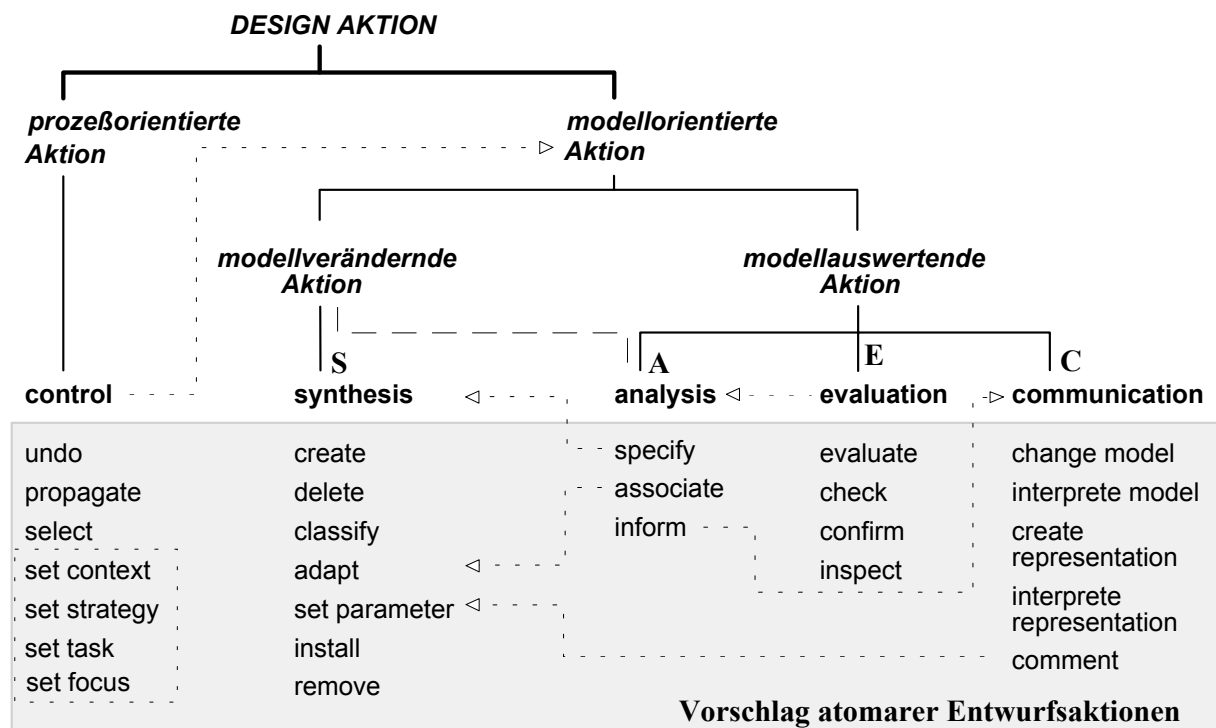 DESIGN AKTION
prozeßorientierte
Aktion
modellorientierte
Aktion
modellverändernde
Aktion
modellauswertende
Aktion
S
A
E
C
control
synthesis
analysis
evaluation
communication
undo
propagate
select
set context
set strategy
set task
set focus
create
delete
classify
adapt
set parameter
install
remove
specify
associate
inform
evaluate
check
confirm
inspect
change model
interprete model
create
representation
interprete
representation
comment
Vorschlag atomarer Entwurfsaktionen